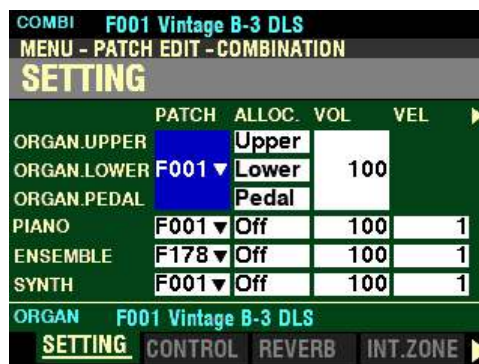 COMBI F001 Vintage B-3 DLS
MENU - PATCH EDIT - COMBINATION
SETTING
PATCH ALLOC. VOL VEL
ORGAN.UPPER Upper
ORGAN.LOWER F001 ▼ Lower 100
ORGAN.PEDAL Pedal
PIANO F001 ▼ Off 100 1
ENSEMBLE F178 ▼ Off 100 1
SYNTH F001 ▼ Off 100 1
ORGAN F001 Vintage B-3 DLS
SETTING CONTROL REVERB INT.ZONE